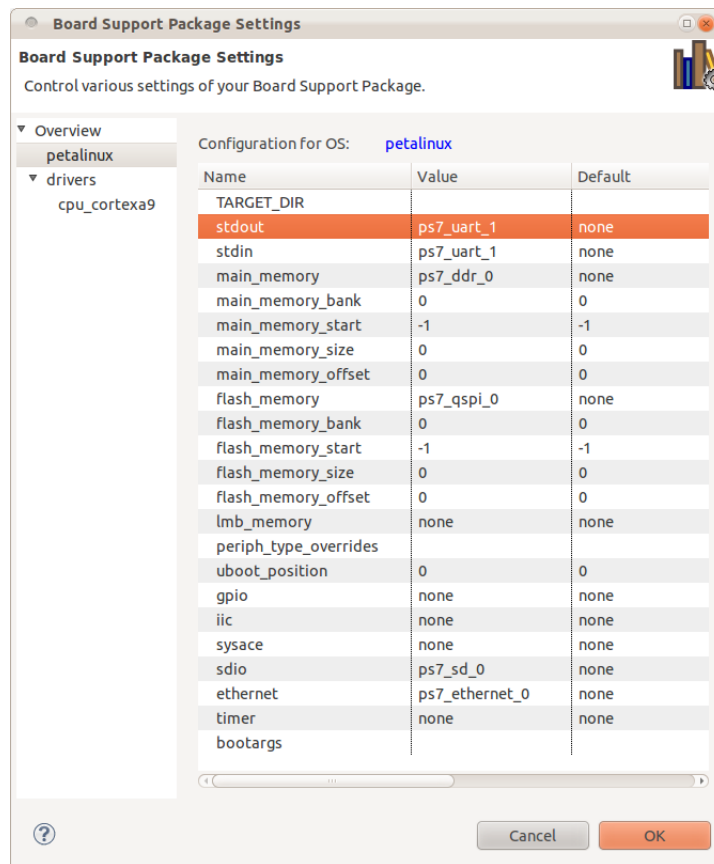 Board Support Package Settings
Board Support Package Settings
Control various settings of your Board Support Package.
Overview
petalinux
drivers
cpu_cortexa9
Configuration for OS: petalinux
Name Value Default
TARGET_DIR
stdout ps7_uart_1 none
stdin ps7_uart_1 none
main_memory ps7_ddr_0 none
main_memory_bank 0 0
main_memory_start -1 -1
main_memory_size 0 0
main_memory_offset 0 0
flash_memory ps7_qspi_0 none
flash_memory_bank 0 0
flash_memory_start -1 -1
flash_memory_size 0 0
flash_memory_offset 0 0
lmb_memory none none
periph_type_overrides
uboot_position 0 0
gpio none none
iic none none
sysace none none
sdio ps7_sd_0 none
ethernet ps7_ethernet_0 none
timer none none
bootargs
? Cancel OK